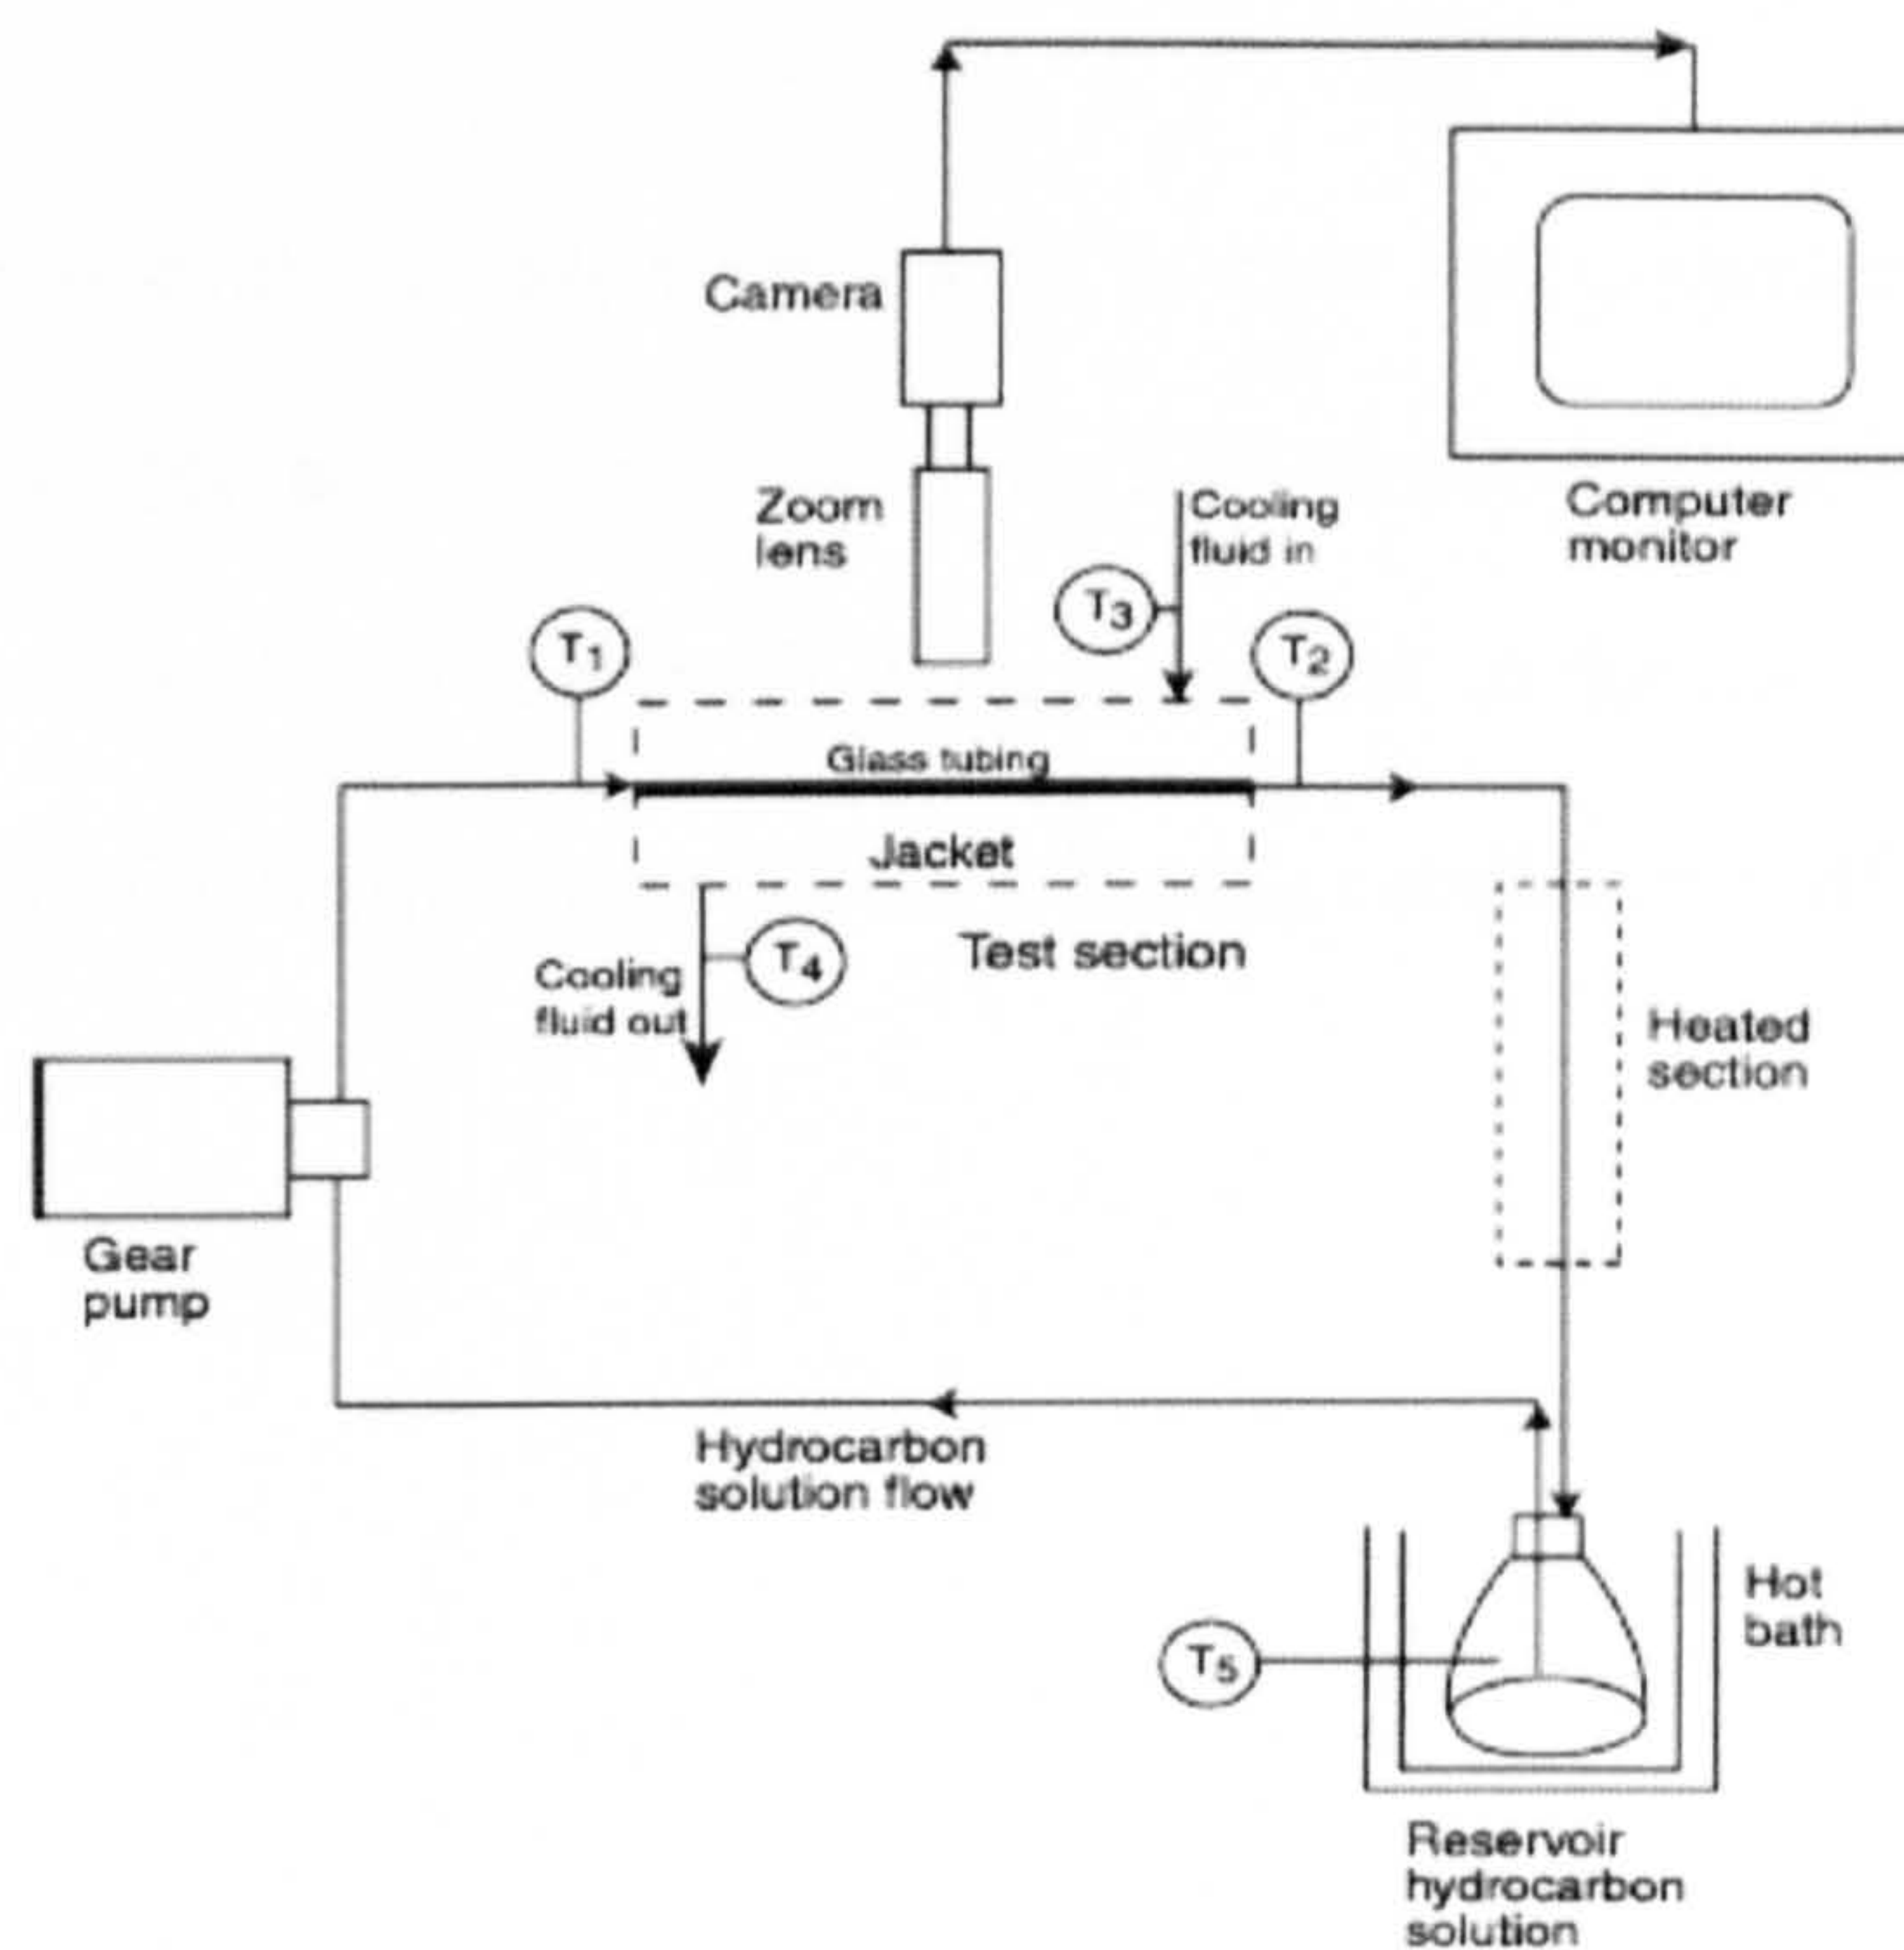 Camera
Zoom
lens
Cooling
fluid in
Computer
monitor
T3
T1
T2
Glass tubing
Jacket
Test section
T4
Cooling
fluid out
Heated
section
Gear
pump
Hydrocarbon
solution flow
Hot
bath
T5
Reservoir
hydrocarbon
solution